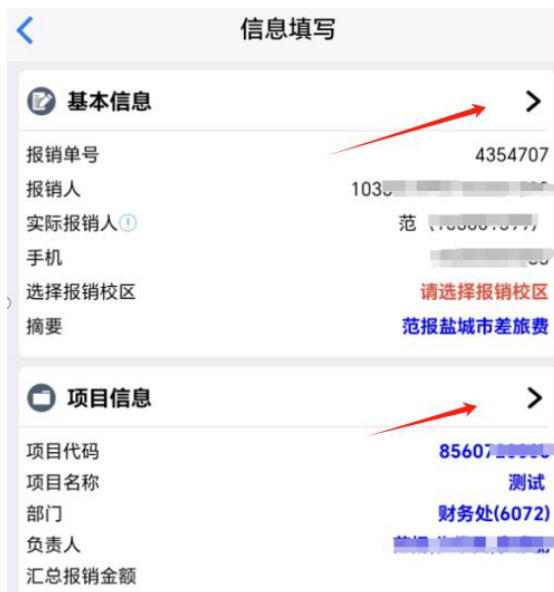 信息填写
基本信息
报销单号 4354707
报销人 103
实际报销人 范
手机
选择报销校区 请选择报销校区
摘要 范报盐城市差旅费
项目信息
项目代码 85607
项目名称 测试
部门 财务处(6072)
负责人
汇总报销金额